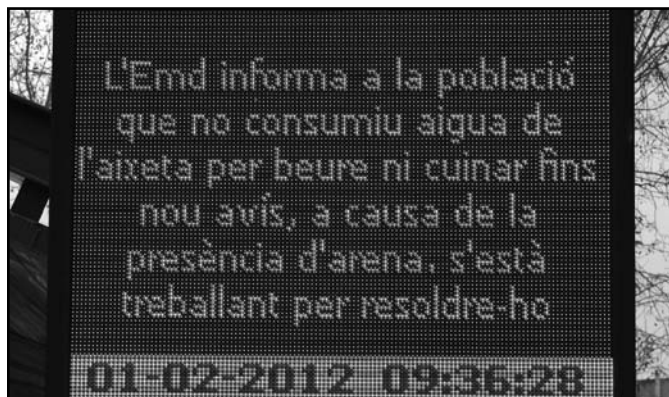 L'Emd informa a la població
que no consumiu aigua de
l'aixeta per beure ni cuinar fins
nou avís, a causa de la
presència d'arena. s'està
treballant per resoldre-ho
01-02-2012 09:36:28